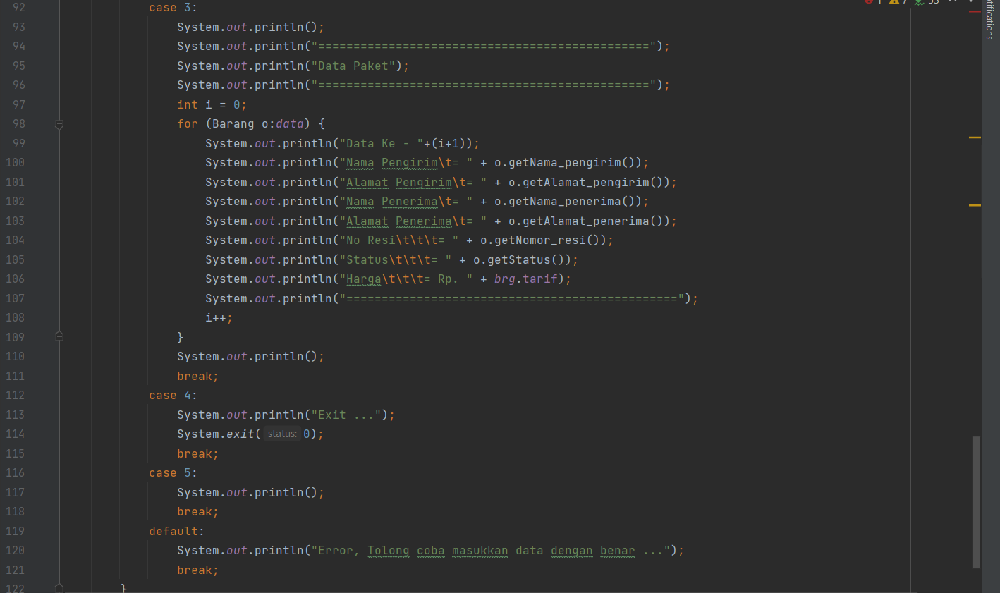 1 7 53
otifications
92 case 3:
93 System.out.println();
94 System.out.println("===============================================");
95 System.out.println("Data Paket");
96 System.out.println("===============================================");
97 int i = 0;
98 for (Barang o:data) {
99 System.out.println("Data Ke - "+(i+1));
100 System.out.println("Nama Pengirim\t= " + o.getNama_pengirim());
101 System.out.println("Alamat Pengirim\t= " + o.getAlamat_pengirim());
102 System.out.println("Nama Penerima\t= " + o.getNama_penerima());
103 System.out.println("Alamat Penerima\t= " + o.getAlamat_penerima());
104 System.out.println("No Resi\t\t\t= " + o.getNomor_resi());
105 System.out.println("Status\t\t\t= " + o.getStatus());
106 System.out.println("Harga\t\t\t= Rp. " + brg.tarif);
107 System.out.println("===============================================");
108 i++;
109 }
110 System.out.println();
111 break;
112 case 4:
113 System.out.println("Exit ...");
114 System.exit( status: 0);
115 break;
116 case 5:
117 System.out.println();
118 break;
119 default:
120 System.out.println("Error, Tolong coba masukkan data dengan benar ...");
121 break;
122 }